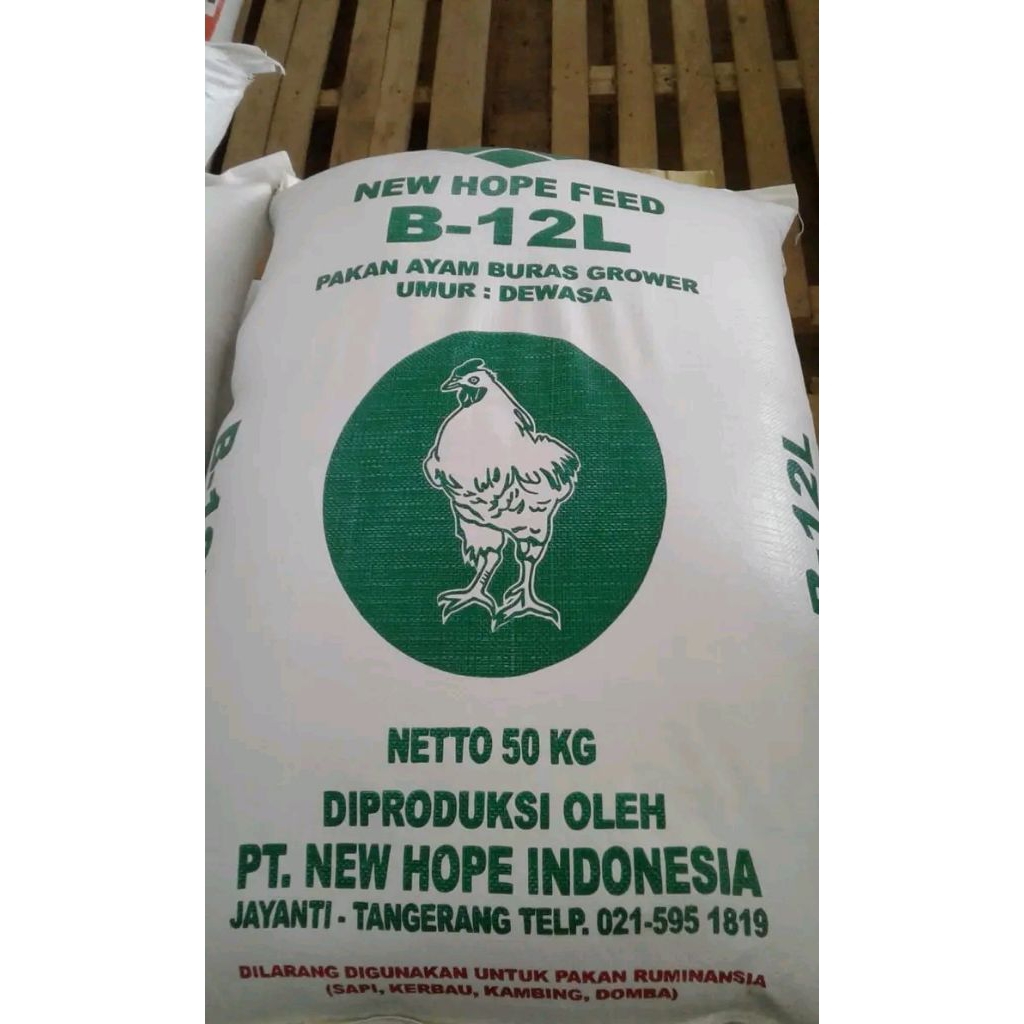 NEW HOPE FEED
B-12L
PAKAN AYAM BURAS GROWER
UMUR : DEWASA
B-12L
NETTO 50 KG
DIPRODUKSI OLEH
PT. NEW HOPE INDONESIA
JAYANTI - TANGERANG TELP. 021-595 1819
DILARANG DIGUNAKAN UNTUK PAKAN RUMINANSIA
(SAPI, KERBAU, KAMBING, DOMBA)